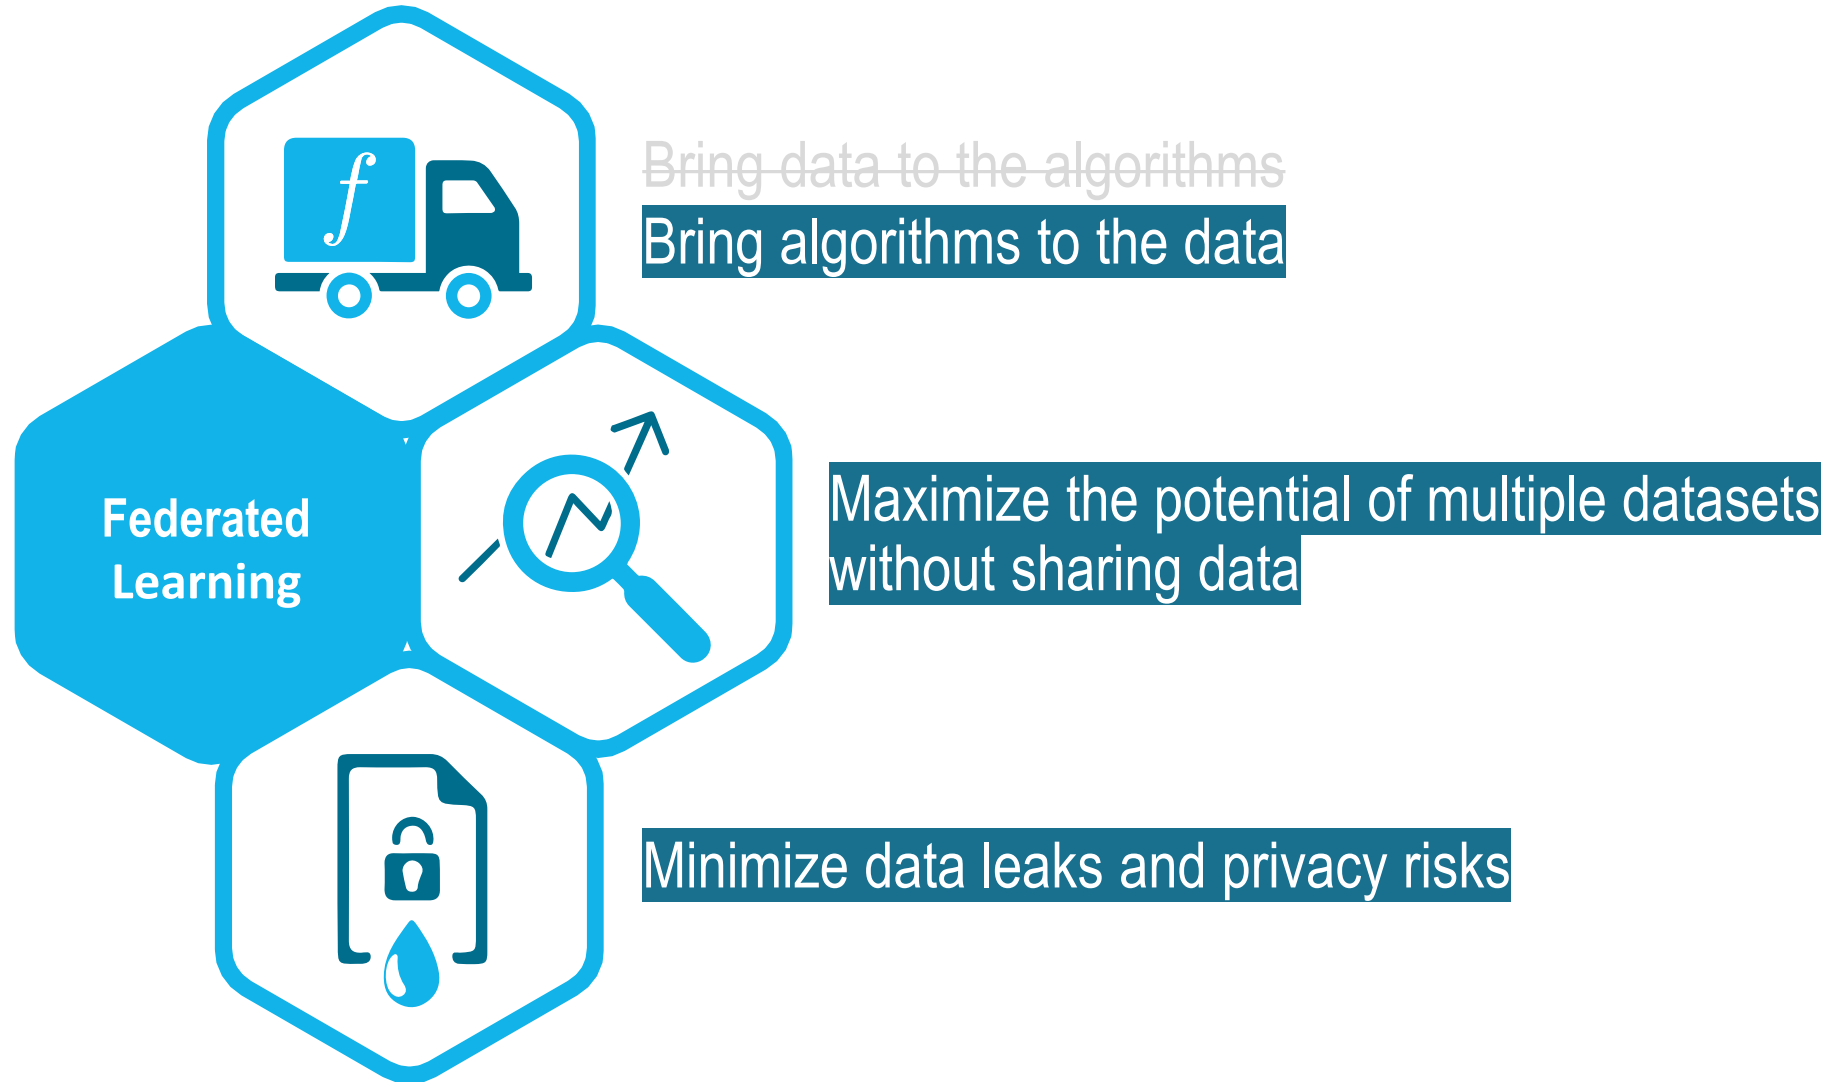 f
Bring data to the algorithms
Bring algorithms to the data
Federated
Learning
Maximize the potential of multiple datasets
without sharing data
Minimize data leaks and privacy risks